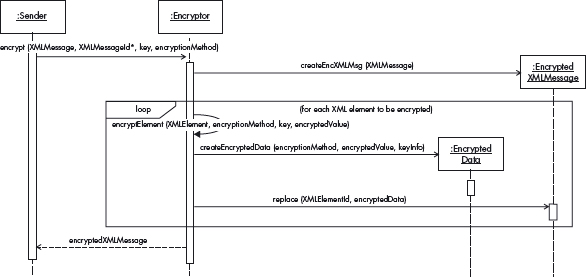 :Sender
:Encryptor
encrypt (XMLMessage, XMLMessageId*, key, encryptionMethod)
createEncXMLMsg (XMLMessage)
:Encrypted
XMLMessage
loop
(for each XML element to be encrypted)
encryptElement (XMLElement, encryptionMethod, key, encryptedValue)
createEncryptedData (encryptionMethod, encryptedValue, keyInfo)
:Encrypted
Data
replace (XMLElementId, encryptedData)
encryptedXMLMessage